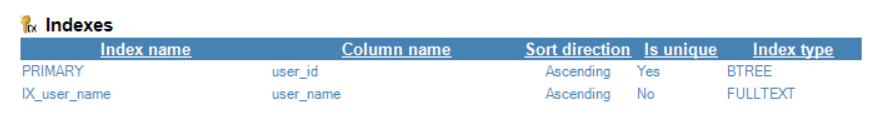 Indexes
Index name Column name Sort direction Is unique Index type
PRIMARY user_id Ascending Yes BTREE
IX_user_name user_name Ascending No FULLTEXT